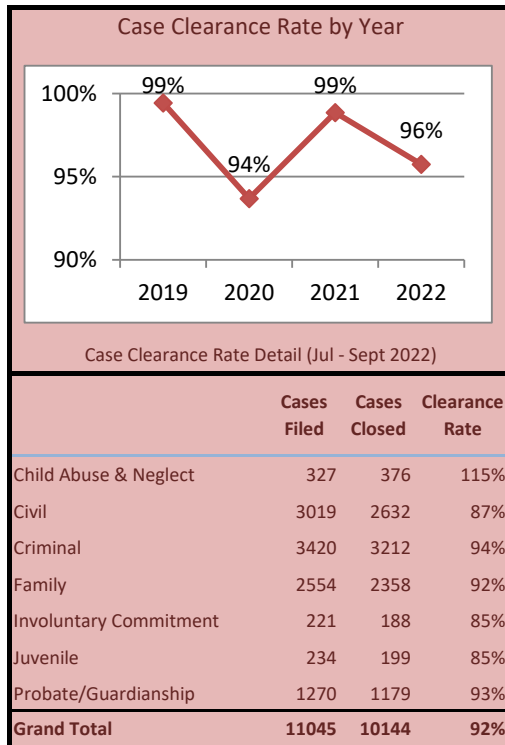 Case Clearance Rate by Year
99%
99%
100%
96%
94%
95%
90%
2019 2020 2021 2022
Case Clearance Rate Detail (Jul - Sept 2022)
Cases Cases Clearance
Filed Closed Rate
Child Abuse & Neglect 327 376 115%
Civil 3019 2632 87%
Criminal 3420 3212 94%
Family 2554 2358 92%
Involuntary Commitment 221 188 85%
Juvenile 234 199 85%
Probate/Guardianship 1270 1179 93%
Grand Total 11045 10144 92%